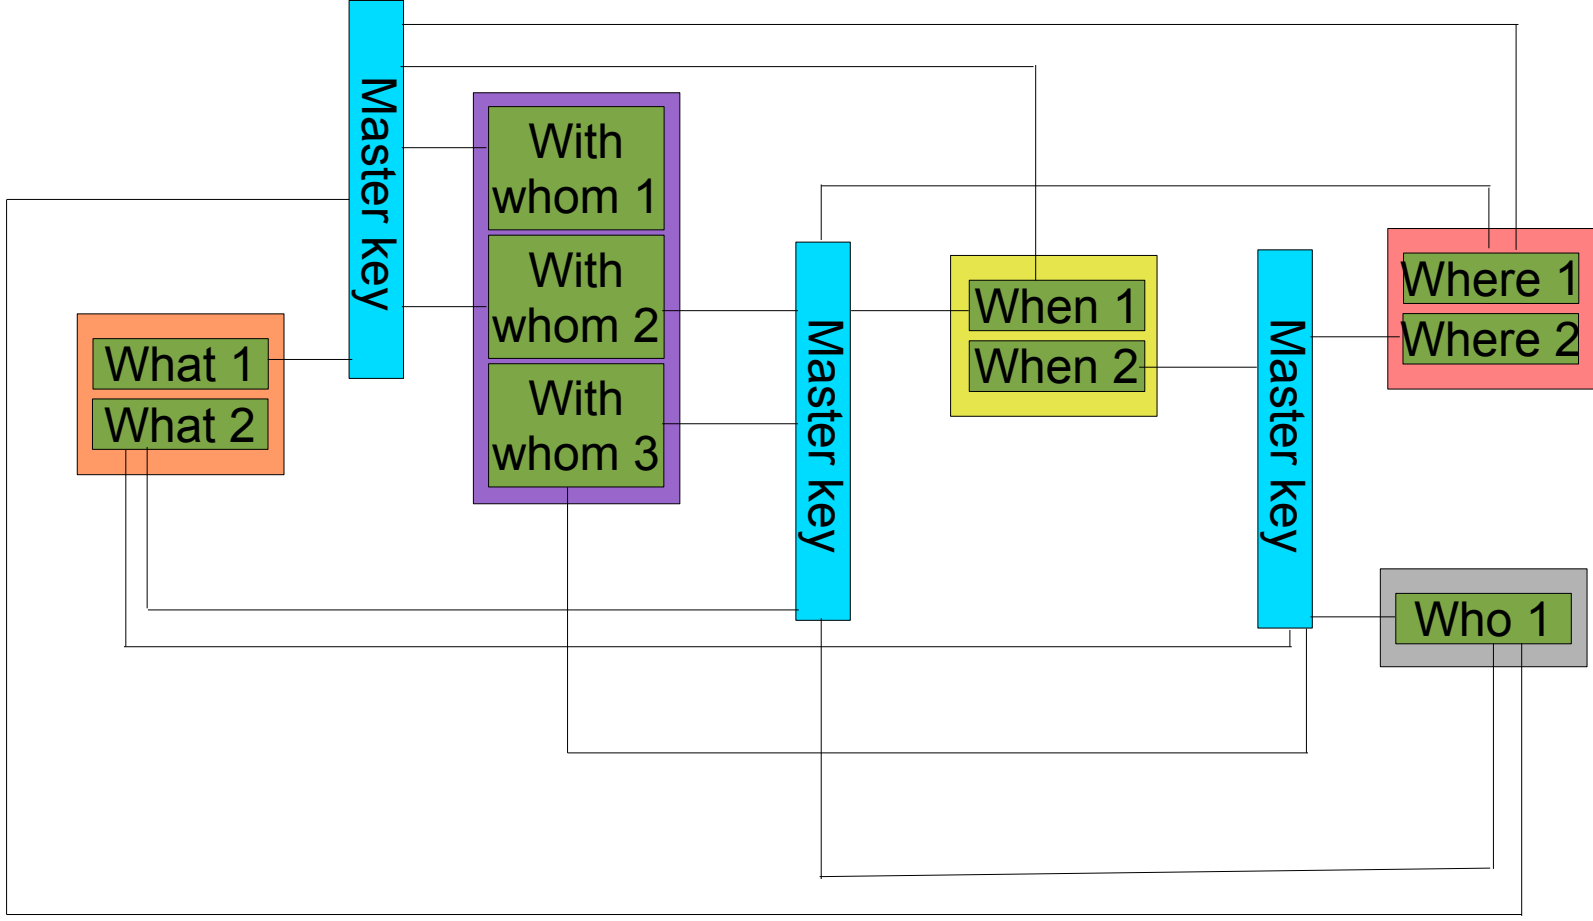 Master key
With
whom 1
With
whom 2
With
whom 3
What 1
What 2
Master key
When 1
When 2
Master key
Where 1
Where 2
Who 1